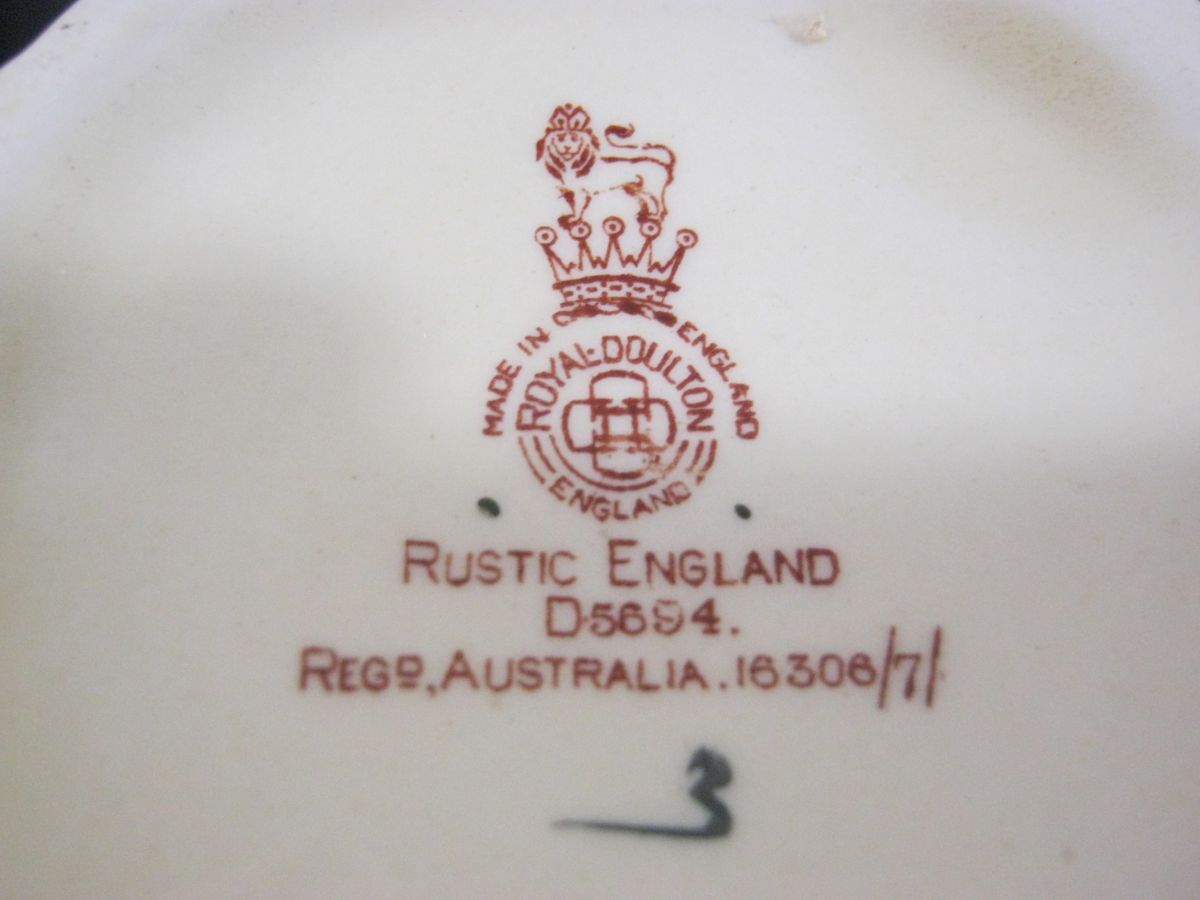 MADE IN ENGLAND
ROYAL DOULTON
ENGLAND
RUSTIC ENGLAND
D5694.
REGD, AUSTRALIA. 16306/7/
3